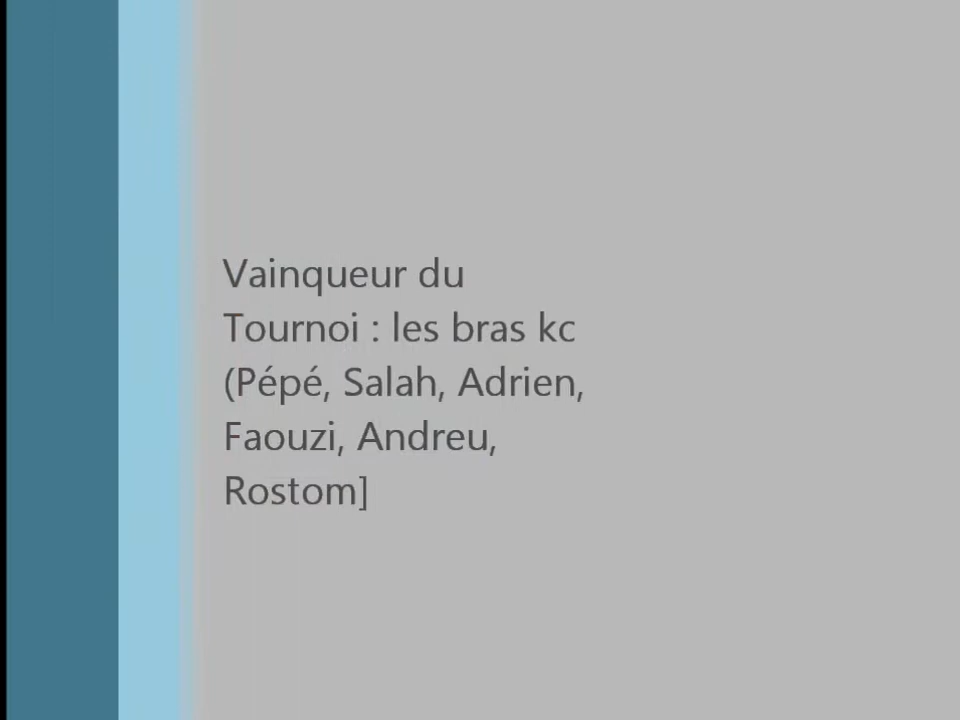 Vainqueur du
Tournoi : les bras kc
(Pépé, Salah, Adrien,
Faouzi, Andreu,
Rostom]